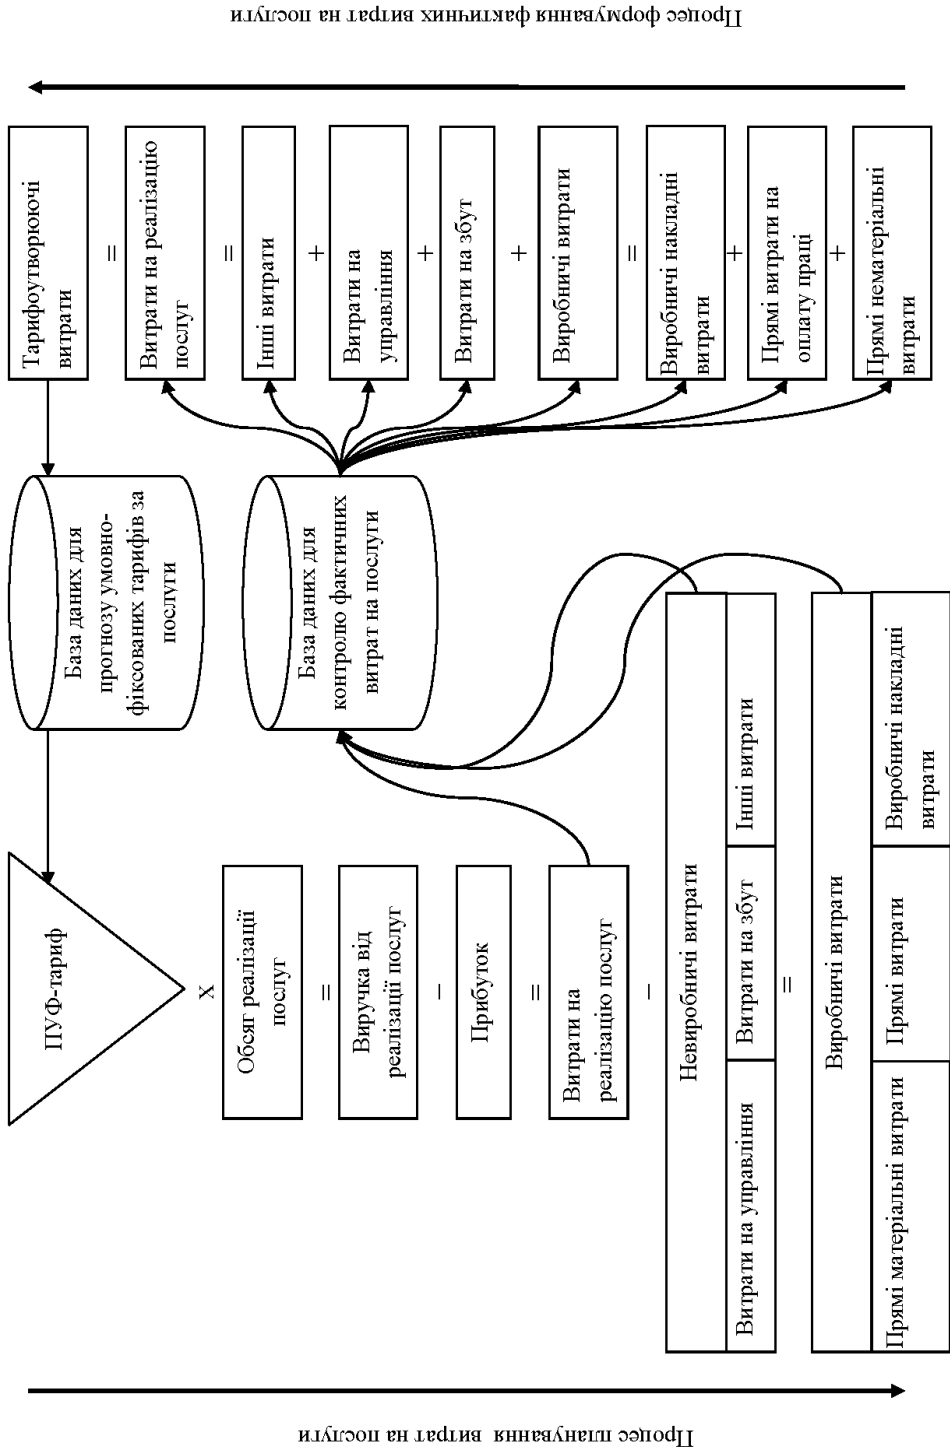 Процес планування витрат на послуги
ПУФ-тариф
x
Обсяг реалізації
послуг
=
Виручка від
реалізації послуг
–
Прибуток
=
Витрати на
реалізацію послуг
–
Невиробничі витрати
Витрати на управління
Витрати на збут
Інші витрати
=
Виробничі витрати
Прямі матеріальні витрати
Прямі витрати
Виробничі накладні
витрати
База даних для
прогнозу умовно-
фіксованих тарифів за
послуги
База даних для
контролю фактичних
витрат на послуги
Тарифоутворюючі
витрати
=
Витрати на реалізацію
послуг
=
Інші витрати
+
Витрати на
управління
+
Витрати на збут
+
Виробничі витрати
=
Виробничі накладні
витрати
+
Прямі витрати на
оплату праці
+
Прямі нематеріальні
витрати
Процес формування фактичних витрат на послуги